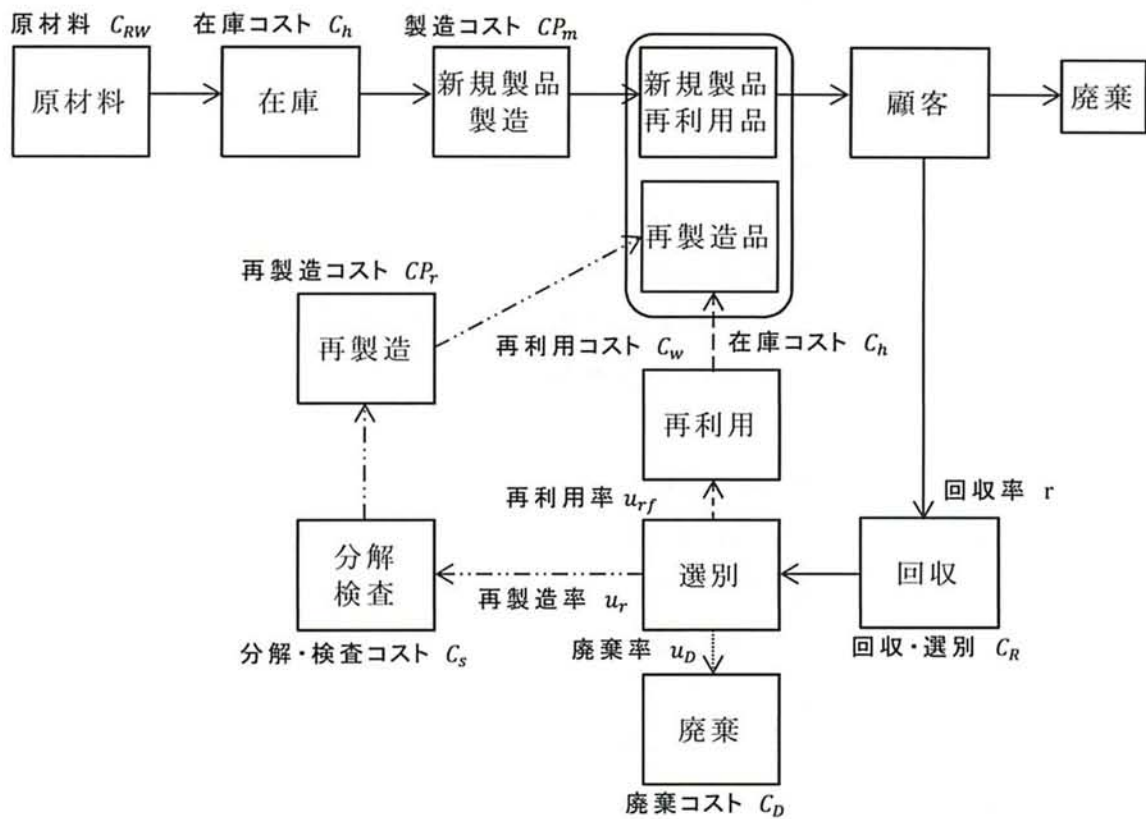 原材料 C_{RW}
在庫コスト C_h
製造コスト CP_m
原材料
在庫
新規製品
製造
新規製品
再利用品
顧客
廃棄
再製造品
再製造コスト CP_r
再製造
再利用コスト C_w
在庫コスト C_h
再利用
再利用率 u_{rf}
回収率 r
分解
検査
選別
回収
再製造率 u_r
分解・検査コスト C_s
廃棄率 u_D
回収・選別 C_R
廃棄
廃棄コスト C_D